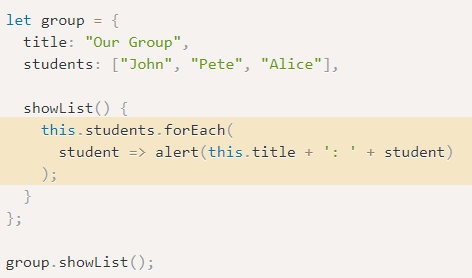 let group = {
  title: "Our Group",
  students: ["John", "Pete", "Alice"],

  showList() {
    this.students.forEach(
      student => alert(this.title + ': ' + student)
    );
  }
};

group.showList();